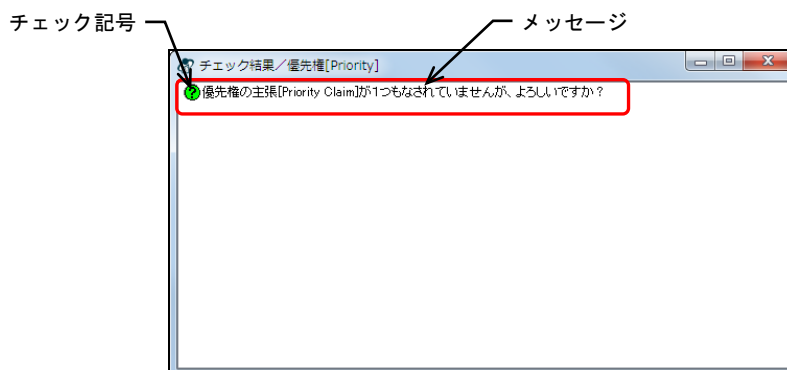 チェック記号
メッセージ
チェック結果／優先権[Priority]
優先権の主張[Priority Claim]が1つもなされていませんが、よろしいですか？